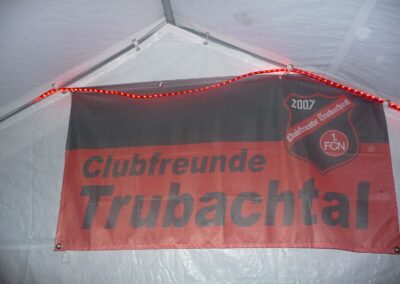 2007
Clubfreunde Trubachtal
1.
FCN
Clubfreunde
Trubachtal